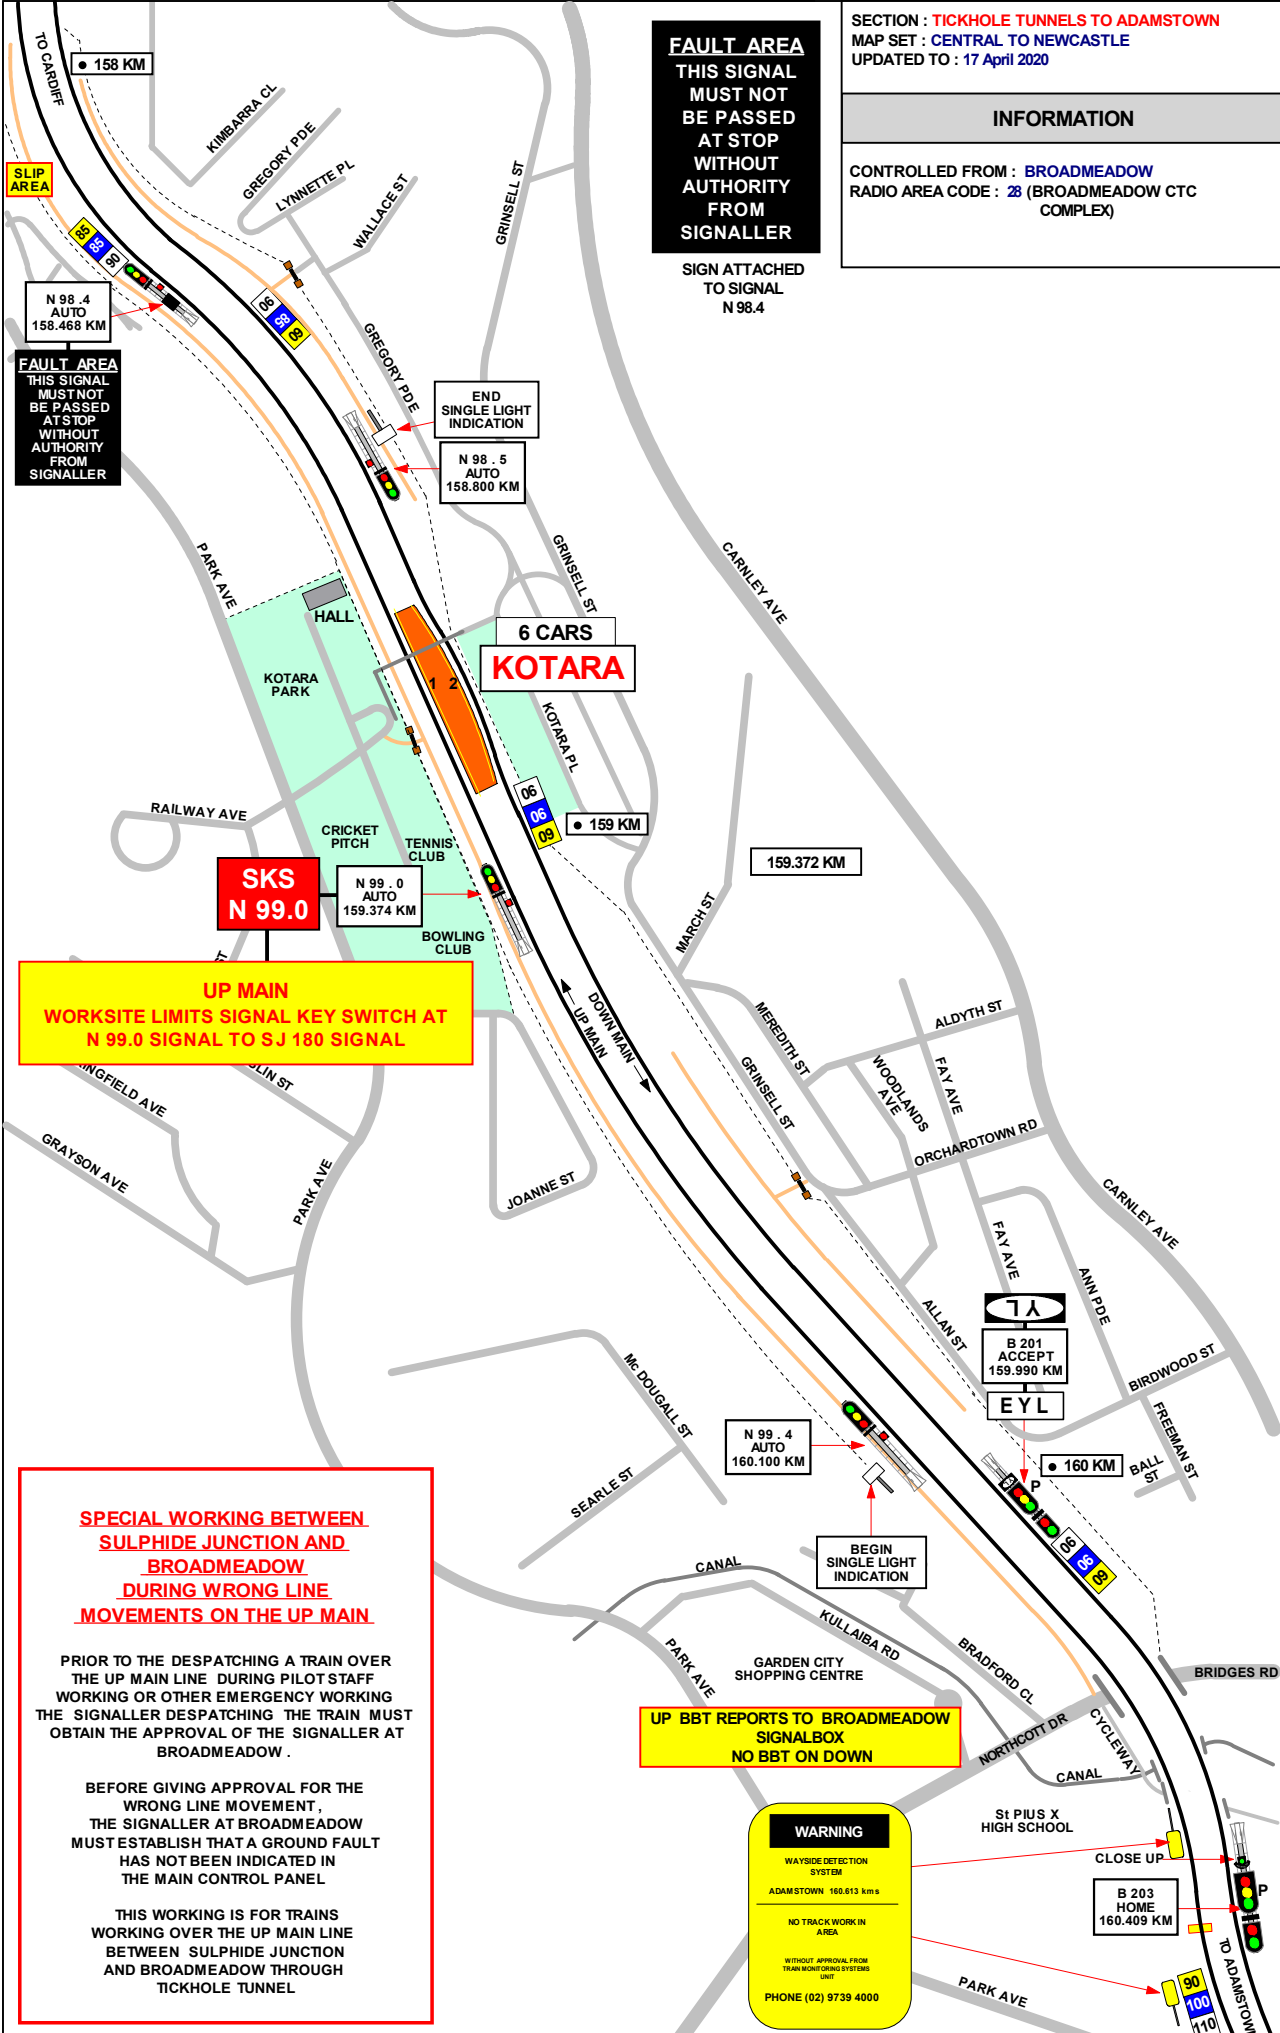 SECTION : TICKHOLE TUNNELS TO ADAMSTOWN
MAP SET : CENTRAL TO NEWCASTLE
UPDATED TO : 17 April 2020
INFORMATION
CONTROLLED FROM : BROADMEADOW
RADIO AREA CODE : 28 (BROADMEADOW CTC
COMPLEX)
FAULT AREA
THIS SIGNAL
MUST NOT
BE PASSED
AT STOP
WITHOUT
AUTHORITY
FROM
SIGNALLER
SIGN ATTACHED
TO SIGNAL
N 98.4
TO CARDIFF
158 KM
SLIP
AREA
KIMBARRA CL
GREGORY PDE
LYNNETTE PL
WALLACE ST
GRINSELL ST
85
85
90
N 98 .4
AUTO
158.468 KM
FAULT AREA
THIS SIGNAL
MUST NOT
BE PASSED
AT STOP
WITHOUT
AUTHORITY
FROM
SIGNALLER
90
85
60
GREGORY PDE
END
SINGLE LIGHT
INDICATION
N 98 . 5
AUTO
158.800 KM
PARK AVE
GRINSELL ST
CARNLEY AVE
HALL
6 CARS
KOTARA
KOTARA
PARK
1 2
KOTARA PL
RAILWAY AVE
CRICKET
PITCH
TENNIS
CLUB
90
90
60
159 KM
159.372 KM
SKS
N 99.0
N 99 . 0
AUTO
159.374 KM
BOWLING
CLUB
MARCH ST
ST
UP MAIN
WORKSITE LIMITS SIGNAL KEY SWITCH AT
N 99.0 SIGNAL TO SJ 180 SIGNAL
DOWN MAIN
UP MAIN
MEREDITH ST
ALDYTH ST
WOODLANDS
AVE
FAY AVE
GRINSELL ST
ORCHARDTOWN RD
INGFIELD AVE
LIN ST
GRAYSON AVE
PARK AVE
JOANNE ST
CARNLEY AVE
FAY AVE
ANN PDE
ALLAN ST
YL
B 201
ACCEPT
159.990 KM
EYL
BIRDWOOD ST
FREEMAN ST
BALL
ST
Mc DOUGALL ST
SEARLE ST
N 99 . 4
AUTO
160.100 KM
160 KM
P
90
90
60
BEGIN
SINGLE LIGHT
INDICATION
SPECIAL WORKING BETWEEN
SULPHIDE JUNCTION AND
BROADMEADOW
DURING WRONG LINE
MOVEMENTS ON THE UP MAIN
PRIOR TO THE DESPATCHING A TRAIN OVER
THE UP MAIN LINE DURING PILOT STAFF
WORKING OR OTHER EMERGENCY WORKING
THE SIGNALLER DESPATCHING THE TRAIN MUST
OBTAIN THE APPROVAL OF THE SIGNALLER AT
BROADMEADOW .
BEFORE GIVING APPROVAL FOR THE
WRONG LINE MOVEMENT ,
THE SIGNALLER AT BROADMEADOW
MUST ESTABLISH THAT A GROUND FAULT
HAS NOT BEEN INDICATED IN
THE MAIN CONTROL PANEL
THIS WORKING IS FOR TRAINS
WORKING OVER THE UP MAIN LINE
BETWEEN SULPHIDE JUNCTION
AND BROADMEADOW THROUGH
TICKHOLE TUNNEL
CANAL
KULLAIBA RD
PARK AVE
GARDEN CITY
SHOPPING CENTRE
BRADFORD CL
BRIDGES RD
UP BBT REPORTS TO BROADMEADOW
SIGNALBOX
NO BBT ON DOWN
NORTHCOTT DR
CYCLEWAY
CANAL
WARNING
WAYSIDE DETECTION
SYSTEM
ADAMSTOWN 160.613 kms
NO TRACK WORK IN
AREA
WITHOUT APPROVAL FROM
TRAIN MONITORING SYSTEMS
UNIT
PHONE (02) 9739 4000
St PIUS X
HIGH SCHOOL
CLOSE UP
B 203
HOME
160.409 KM
P
PARK AVE
90
100
110
TO ADAMSTOWN